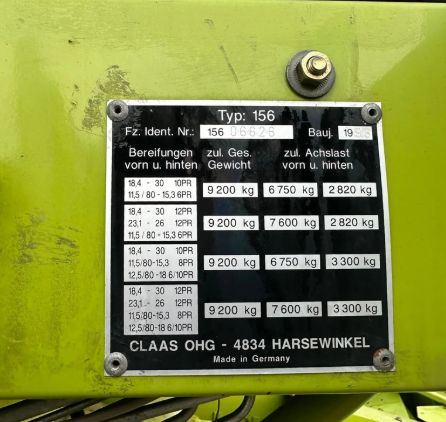 Typ: 156
Fz. Ident. Nr.: 156 06626 Bauj. 19
Bereifungen vorn u. hinten zul. Ges. Gewicht zul. Achslast vorn u. hinten
18,4 - 30 10PR
11,5/80 - 15,3 6PR
9 200 kg 6 750 kg 2 820 kg
18,4 - 30 12PR
23,1 - 26 12PR
11,5/80 - 15,3 6PR
9 200 kg 7 600 kg 2 820 kg
18,4 - 30 10PR
11,5/80-15,3 8PR
12,5/80-18 6/10PR
9 200 kg 6 750 kg 3 300 kg
18,4 - 30 12PR
23,1 - 26 12PR
11,5/80-15,3 8PR
12,5/80-18 6/10PR
9 200 kg 7 600 kg 3 300 kg
CLAAS OHG - 4834 HARSEWINKEL
Made in Germany